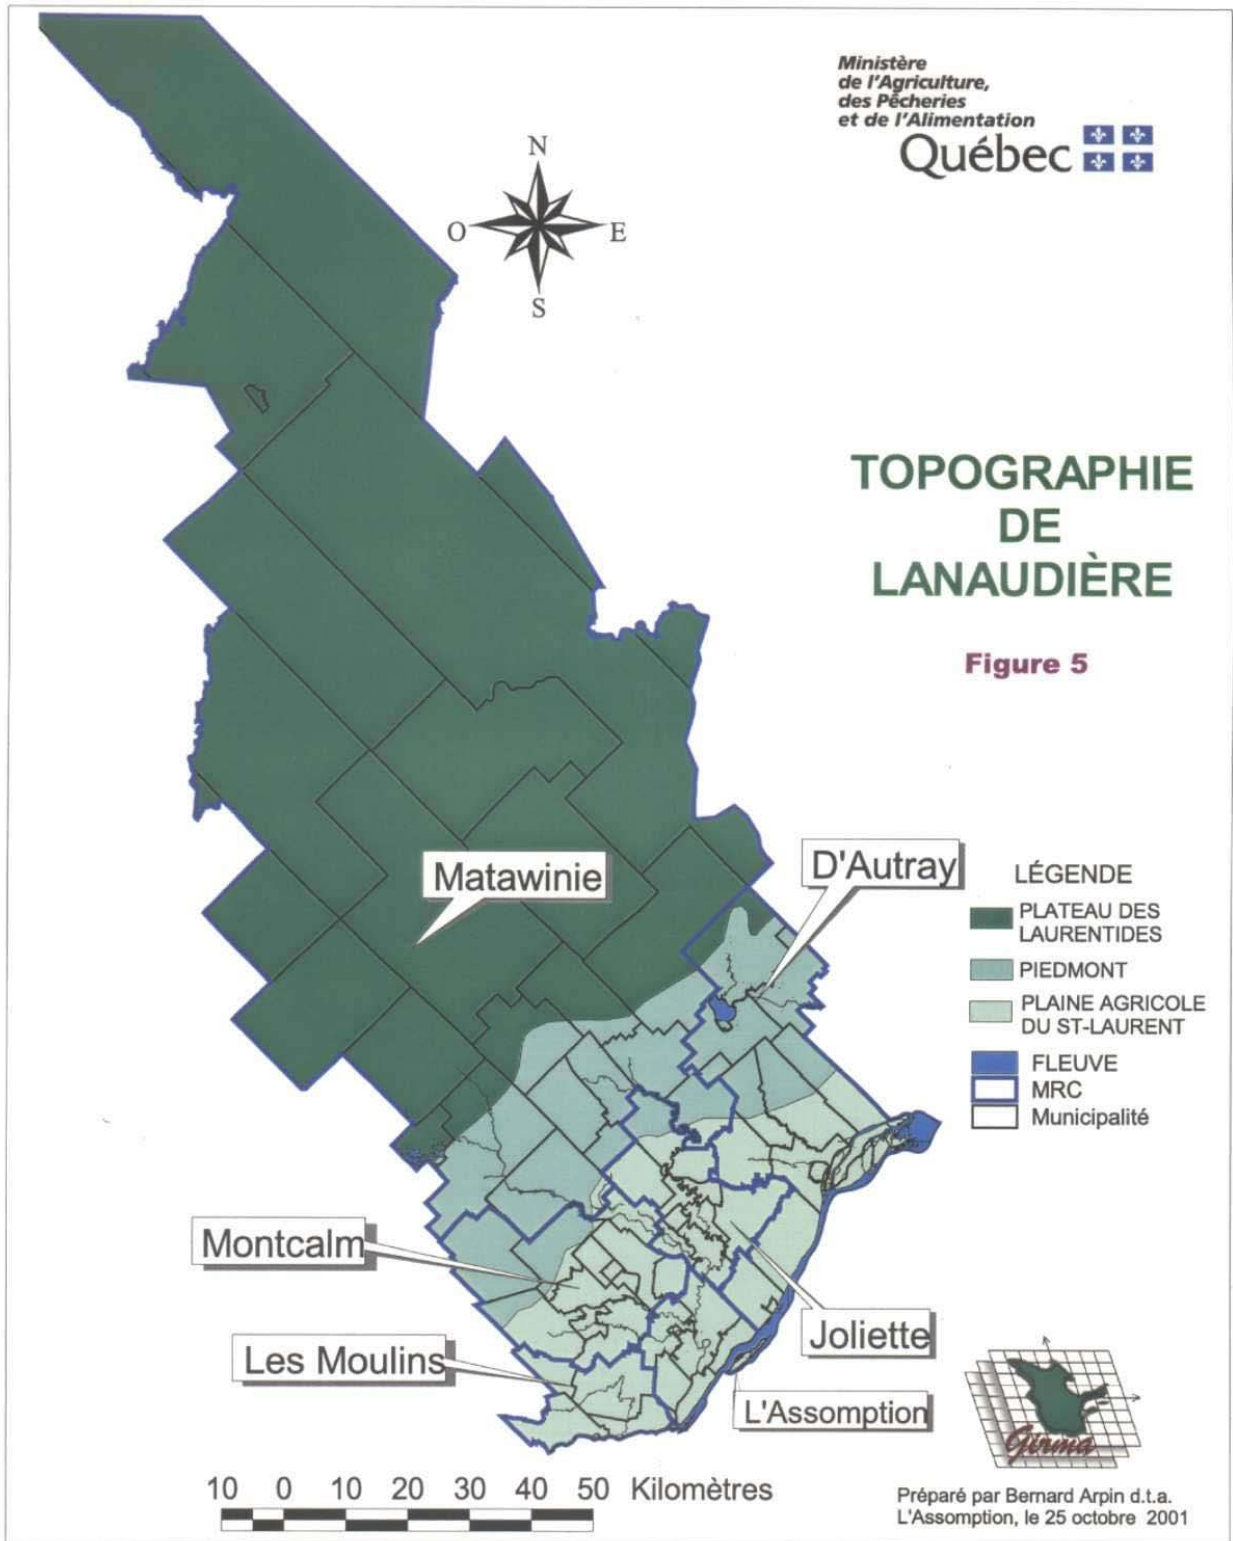 Ministère
de l'Agriculture,
des Pêcheries
et de l'Alimentation
Québec
N
O
E
S
TOPOGRAPHIE
DE
LANAUDIÈRE
Figure 5
Matawinie
D'Autray
LÉGENDE
PLATEAU DES
LAURENTIDES
PIEDMONT
PLAINE AGRICOLE
DU ST-LAURENT
FLEUVE
MRC
Municipalité
Montcalm
Joliette
Les Moulins
L'Assomption
Girma
10 0 10 20 30 40 50 Kilomètres
Préparé par Bernard Arpin d.t.a.
L'Assomption, le 25 octobre 2001